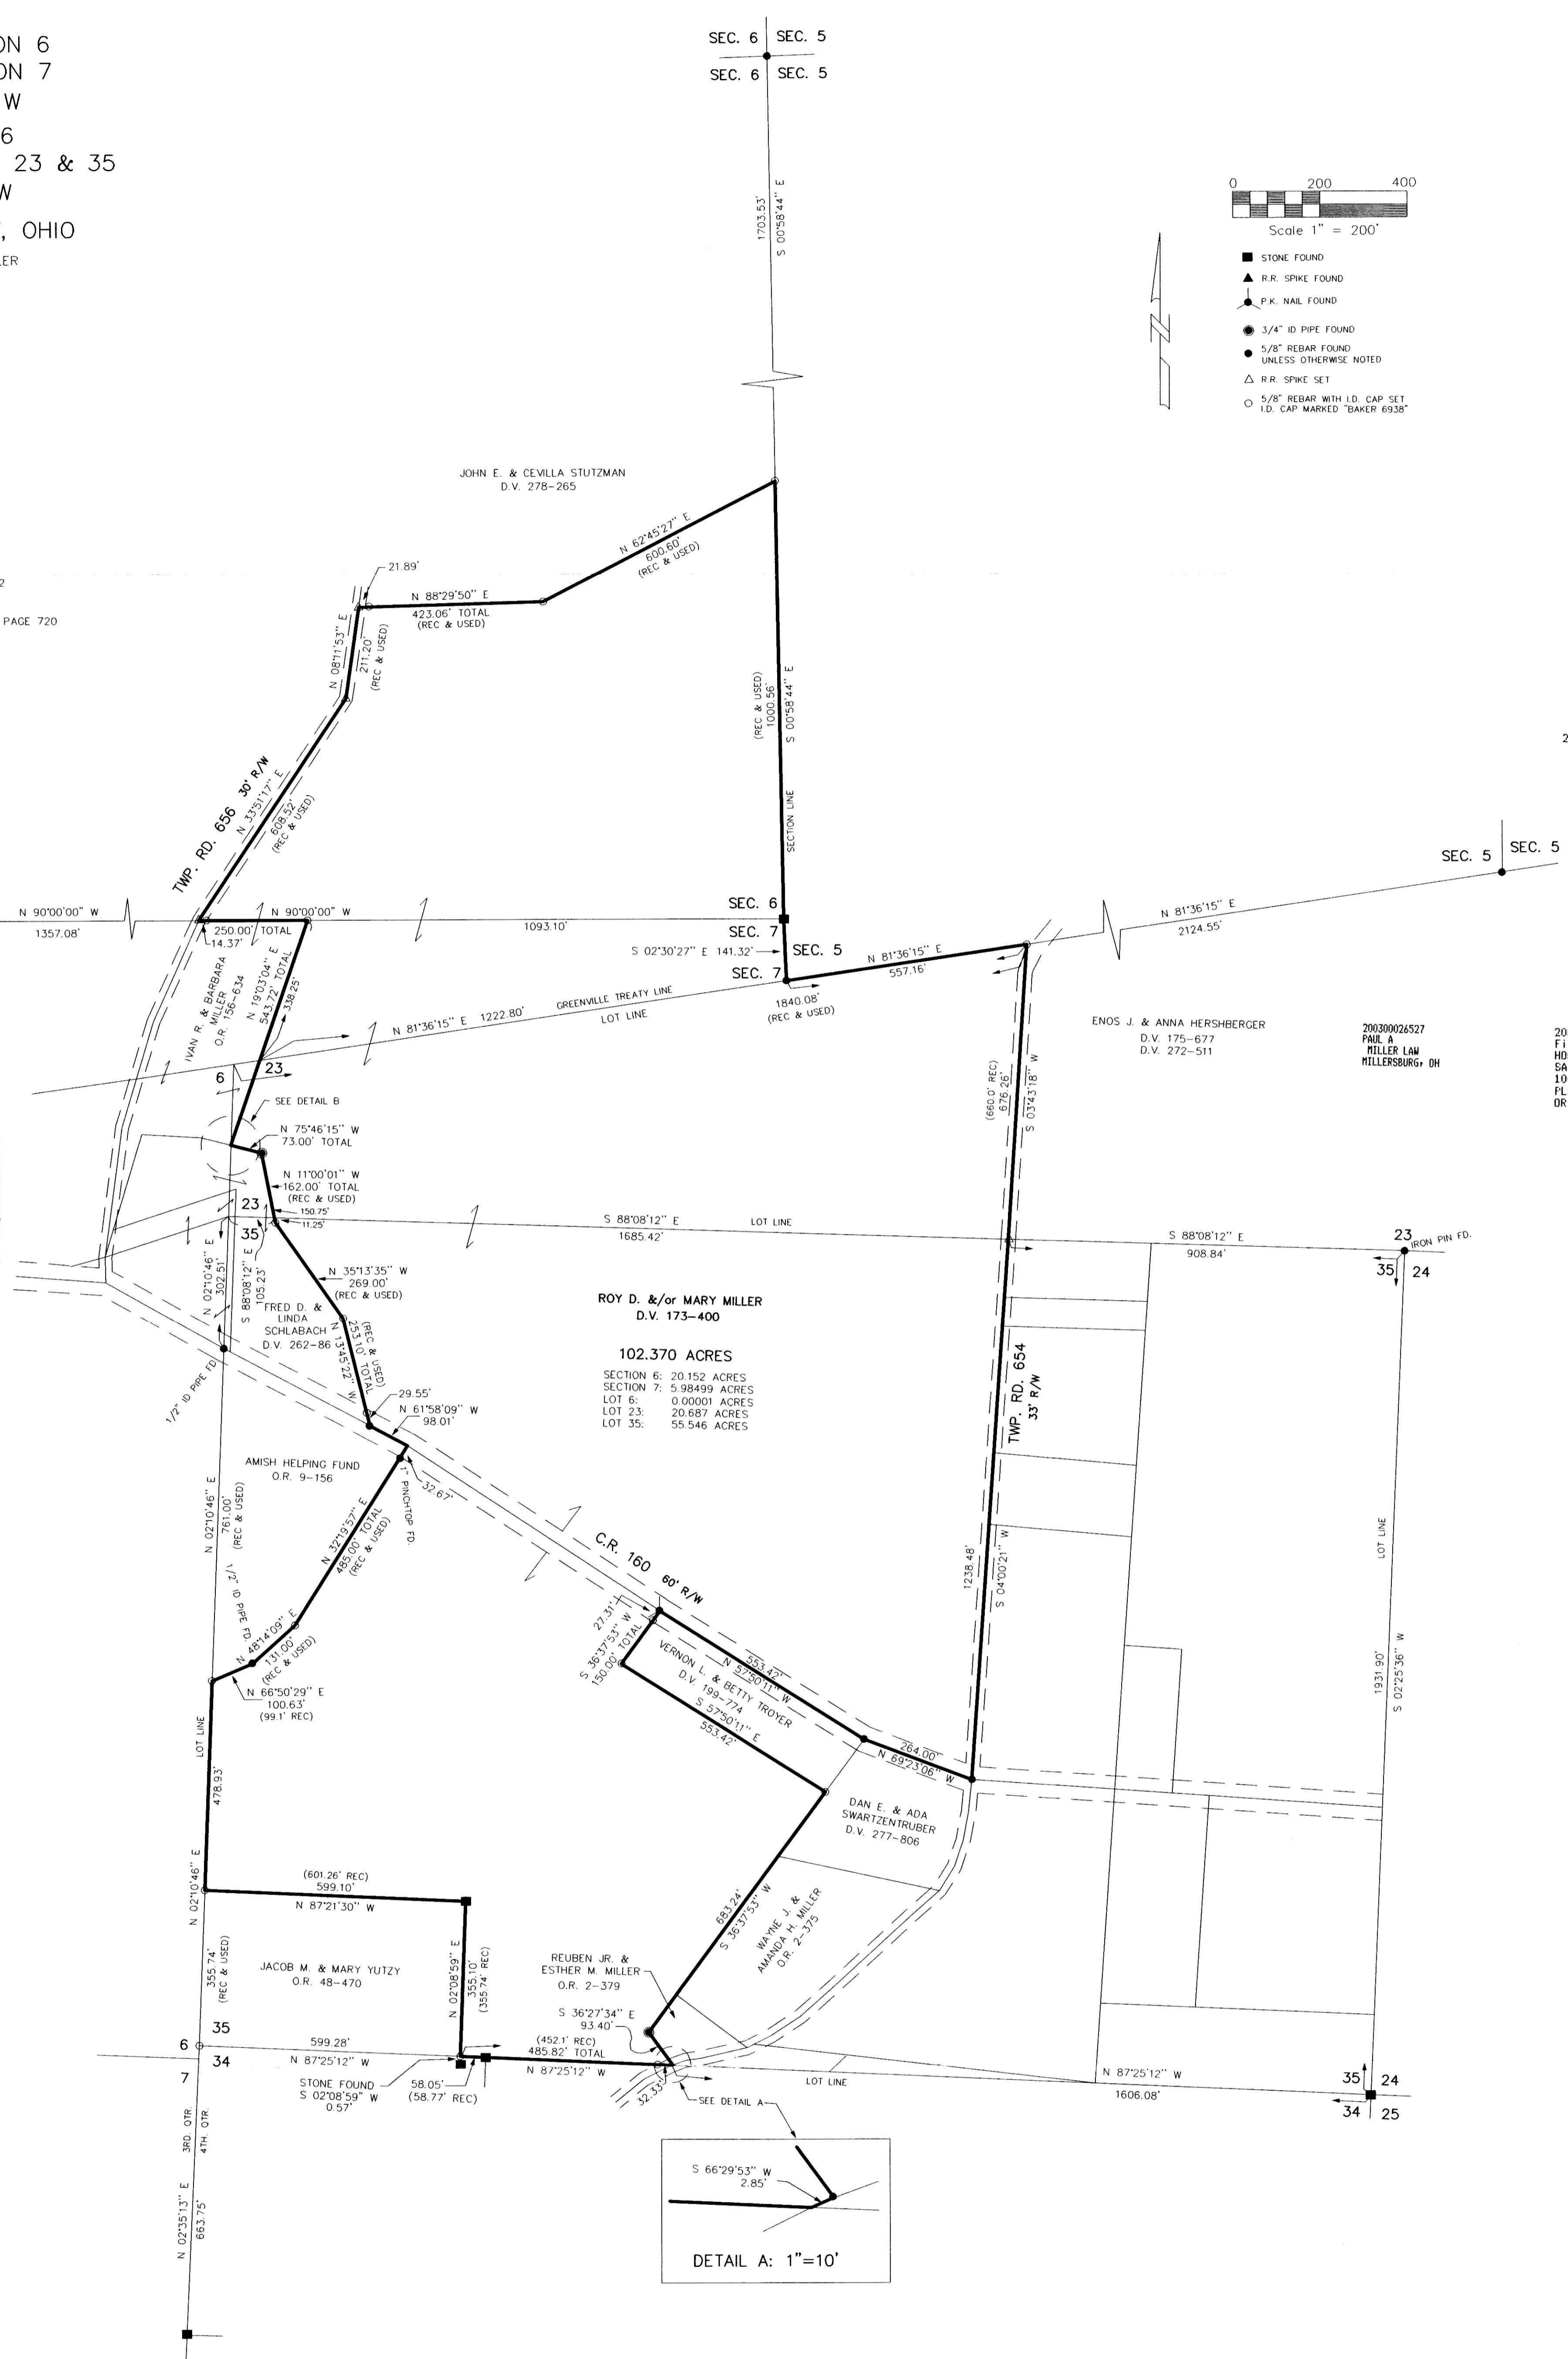 ON 6
ON 7
W
6
23 & 35
W
, OHIO
LER
2
PAGE 720
SEC. 6
SEC. 5
SEC. 6
SEC. 5
1703.53'
S 00°58'44" E
0 200 400
Scale 1" = 200'
STONE FOUND
R.R. SPIKE FOUND
P.K. NAIL FOUND
3/4" ID PIPE FOUND
5/8" REBAR FOUND
UNLESS OTHERWISE NOTED
R.R. SPIKE SET
5/8" REBAR WITH I.D. CAP SET
I.D. CAP MARKED "BAKER 6938"
N
JOHN E. & CEVILLA STUTZMAN
D.V. 278-265
N 62°45'27" E
600.60'
(REC & USED)
21.89'
N 88°29'50" E
423.06' TOTAL
(REC & USED)
N 08°11'53" E
211.20'
(REC & USED)
(REC & USED)
1000.56'
S 00°58'44" E
SECTION LINE
TWP. RD. 656 30' R/W
N 33°51'17" E
608.52'
(REC & USED)
N 90°00'00" W
1357.08'
N 90°00'00" W
250.00' TOTAL
14.37'
1093.10'
SEC. 6
SEC. 7
S 02°30'27" E 141.32'
SEC. 5
SEC. 7
N 81°36'15" E
557.16'
1840.08'
(REC & USED)
N 81°36'15" E
2124.55'
SEC. 5
SEC. 5
2
IVAN R. & BARBARA
MILLER
O.R. 156-634
N 19°03'04" E
543.72' TOTAL
338.25'
N 81°36'15" E 1222.80'
GREENVILLE TREATY LINE
LOT LINE
ENOS J. & ANNA HERSHBERGER
D.V. 175-677
D.V. 272-511
200300026527
PAUL A
MILLER LAW
MILLERSBURG, OH
20
Fi
HO
SA
10
PL
OR
6
23
SEE DETAIL B
N 75°46'15" W
73.00' TOTAL
N 11°00'01" W
162.00' TOTAL
(REC & USED)
150.75'
11.25'
23
35
(660.0' REC)
676.26'
S 03°43'18" W
S 88°08'12" E
LOT LINE
1685.42'
S 88°08'12" E
908.84'
23
IRON PIN FD.
35
24
N 02°10'46" E
302.51'
S 88°08'12" E
105.23'
N 35°13'35" W
269.00'
(REC & USED)
FRED D. &
LINDA
SCHLABACH
D.V. 262-86
(REC & USED)
253.10' TOTAL
N 13°45'22" W
ROY D. &/or MARY MILLER
D.V. 173-400
102.370 ACRES
SECTION 6: 20.152 ACRES
SECTION 7: 5.98499 ACRES
LOT 6: 0.00001 ACRES
LOT 23: 20.687 ACRES
LOT 35: 55.546 ACRES
TWP. RD. 654
33' R/W
1/2" ID PIPE FD.
29.55'
N 61°58'09" W
98.01'
AMISH HELPING FUND
O.R. 9-156
1" PINCHTOP FD.
32.67'
N 02°10'46" E
761.00'
(REC & USED)
N 32°19'57" E
485.00' TOTAL
(REC & USED)
C.R. 160 60' R/W
1238.48'
S 04°00'21" W
LOT LINE
1931.90'
S 02°25'36" W
1/2" ID PIPE FD.
N 48°14'09" E
131.00'
(REC & USED)
N 66°50'29" E
100.63'
(99.1' REC)
27.31'
S 36°37'53" W
150.00' TOTAL
553.42'
N 57°50'11" W
VERNON L. & BETTY TROYER
D.V. 199-774
S 57°50'11" E
553.42'
264.00'
N 69°23'06" W
LOT LINE
478.93'
N 02°10'46" E
DAN E. & ADA
SWARTZENTRUBER
D.V. 277-806
(601.26' REC)
599.10'
N 87°21'30" W
683.24'
S 36°37'53" W
WAYNE J. &
AMANDA H. MILLER
O.R. 2-375
355.74'
(REC & USED)
JACOB M. & MARY YUTZY
O.R. 48-470
N 02°08'59" E
355.10'
(355.74' REC)
REUBEN JR. &
ESTHER M. MILLER
O.R. 2-379
S 36°27'34" E
93.40'
35
6
34
7
599.28'
N 87°25'12" W
(452.1' REC)
485.82' TOTAL
N 87°25'12" W
STONE FOUND
S 02°08'59" W
0.57'
58.05'
(58.77' REC)
32.33'
LOT LINE
N 87°25'12" W
1606.08'
35
24
34
25
SEE DETAIL A
3RD. QTR.
4TH. QTR.
N 02°35'13" E
663.75'
S 66°29'53" W
2.85'
DETAIL A: 1"=10'